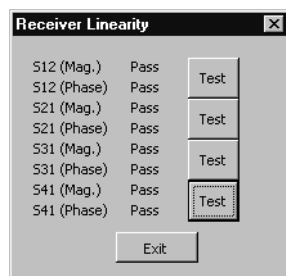 Receiver Linearity
S12 (Mag.) Pass
S12 (Phase) Pass
Test
S21 (Mag.) Pass
S21 (Phase) Pass
Test
S31 (Mag.) Pass
S31 (Phase) Pass
Test
S41 (Mag.) Pass
S41 (Phase) Pass
Test
Exit